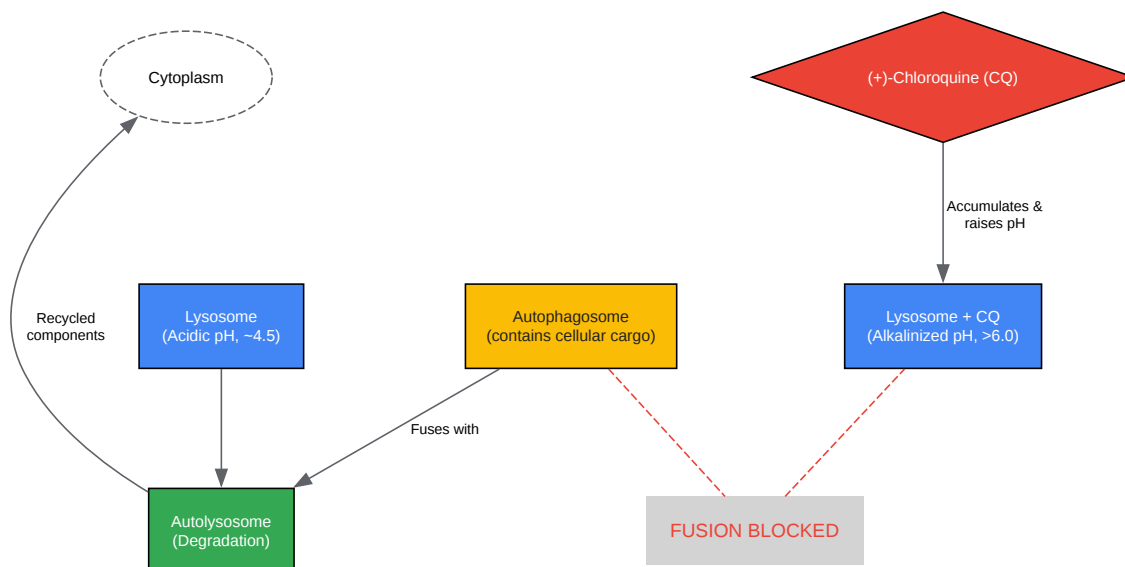 Cytoplasm
(+)-Chloroquine (CQ)
Accumulates &
raises pH
Lysosome
(Acidic pH, ~4.5)
Autophagosome
(contains cellular cargo)
Lysosome + CQ
(Alkalinized pH, >6.0)
Recycled
components
Fuses with
Autolysosome
(Degradation)
FUSION BLOCKED